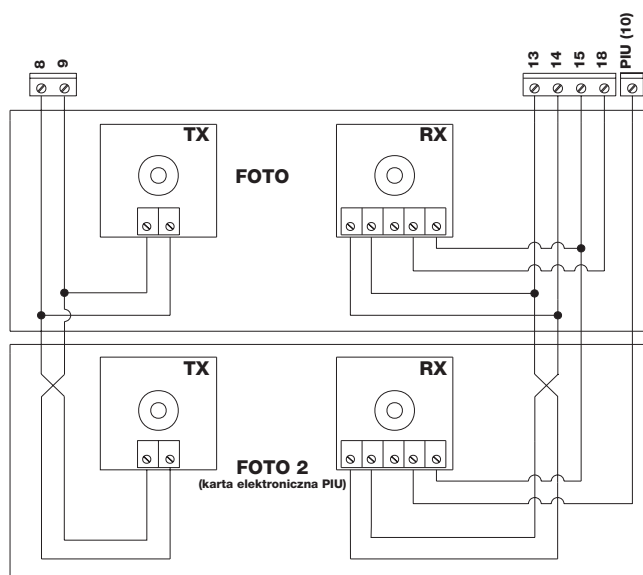 8
9
13
14
15
18
PIU (10)
TX
FOTO
RX
TX
FOTO 2
(karta elektroniczna PIU)
RX